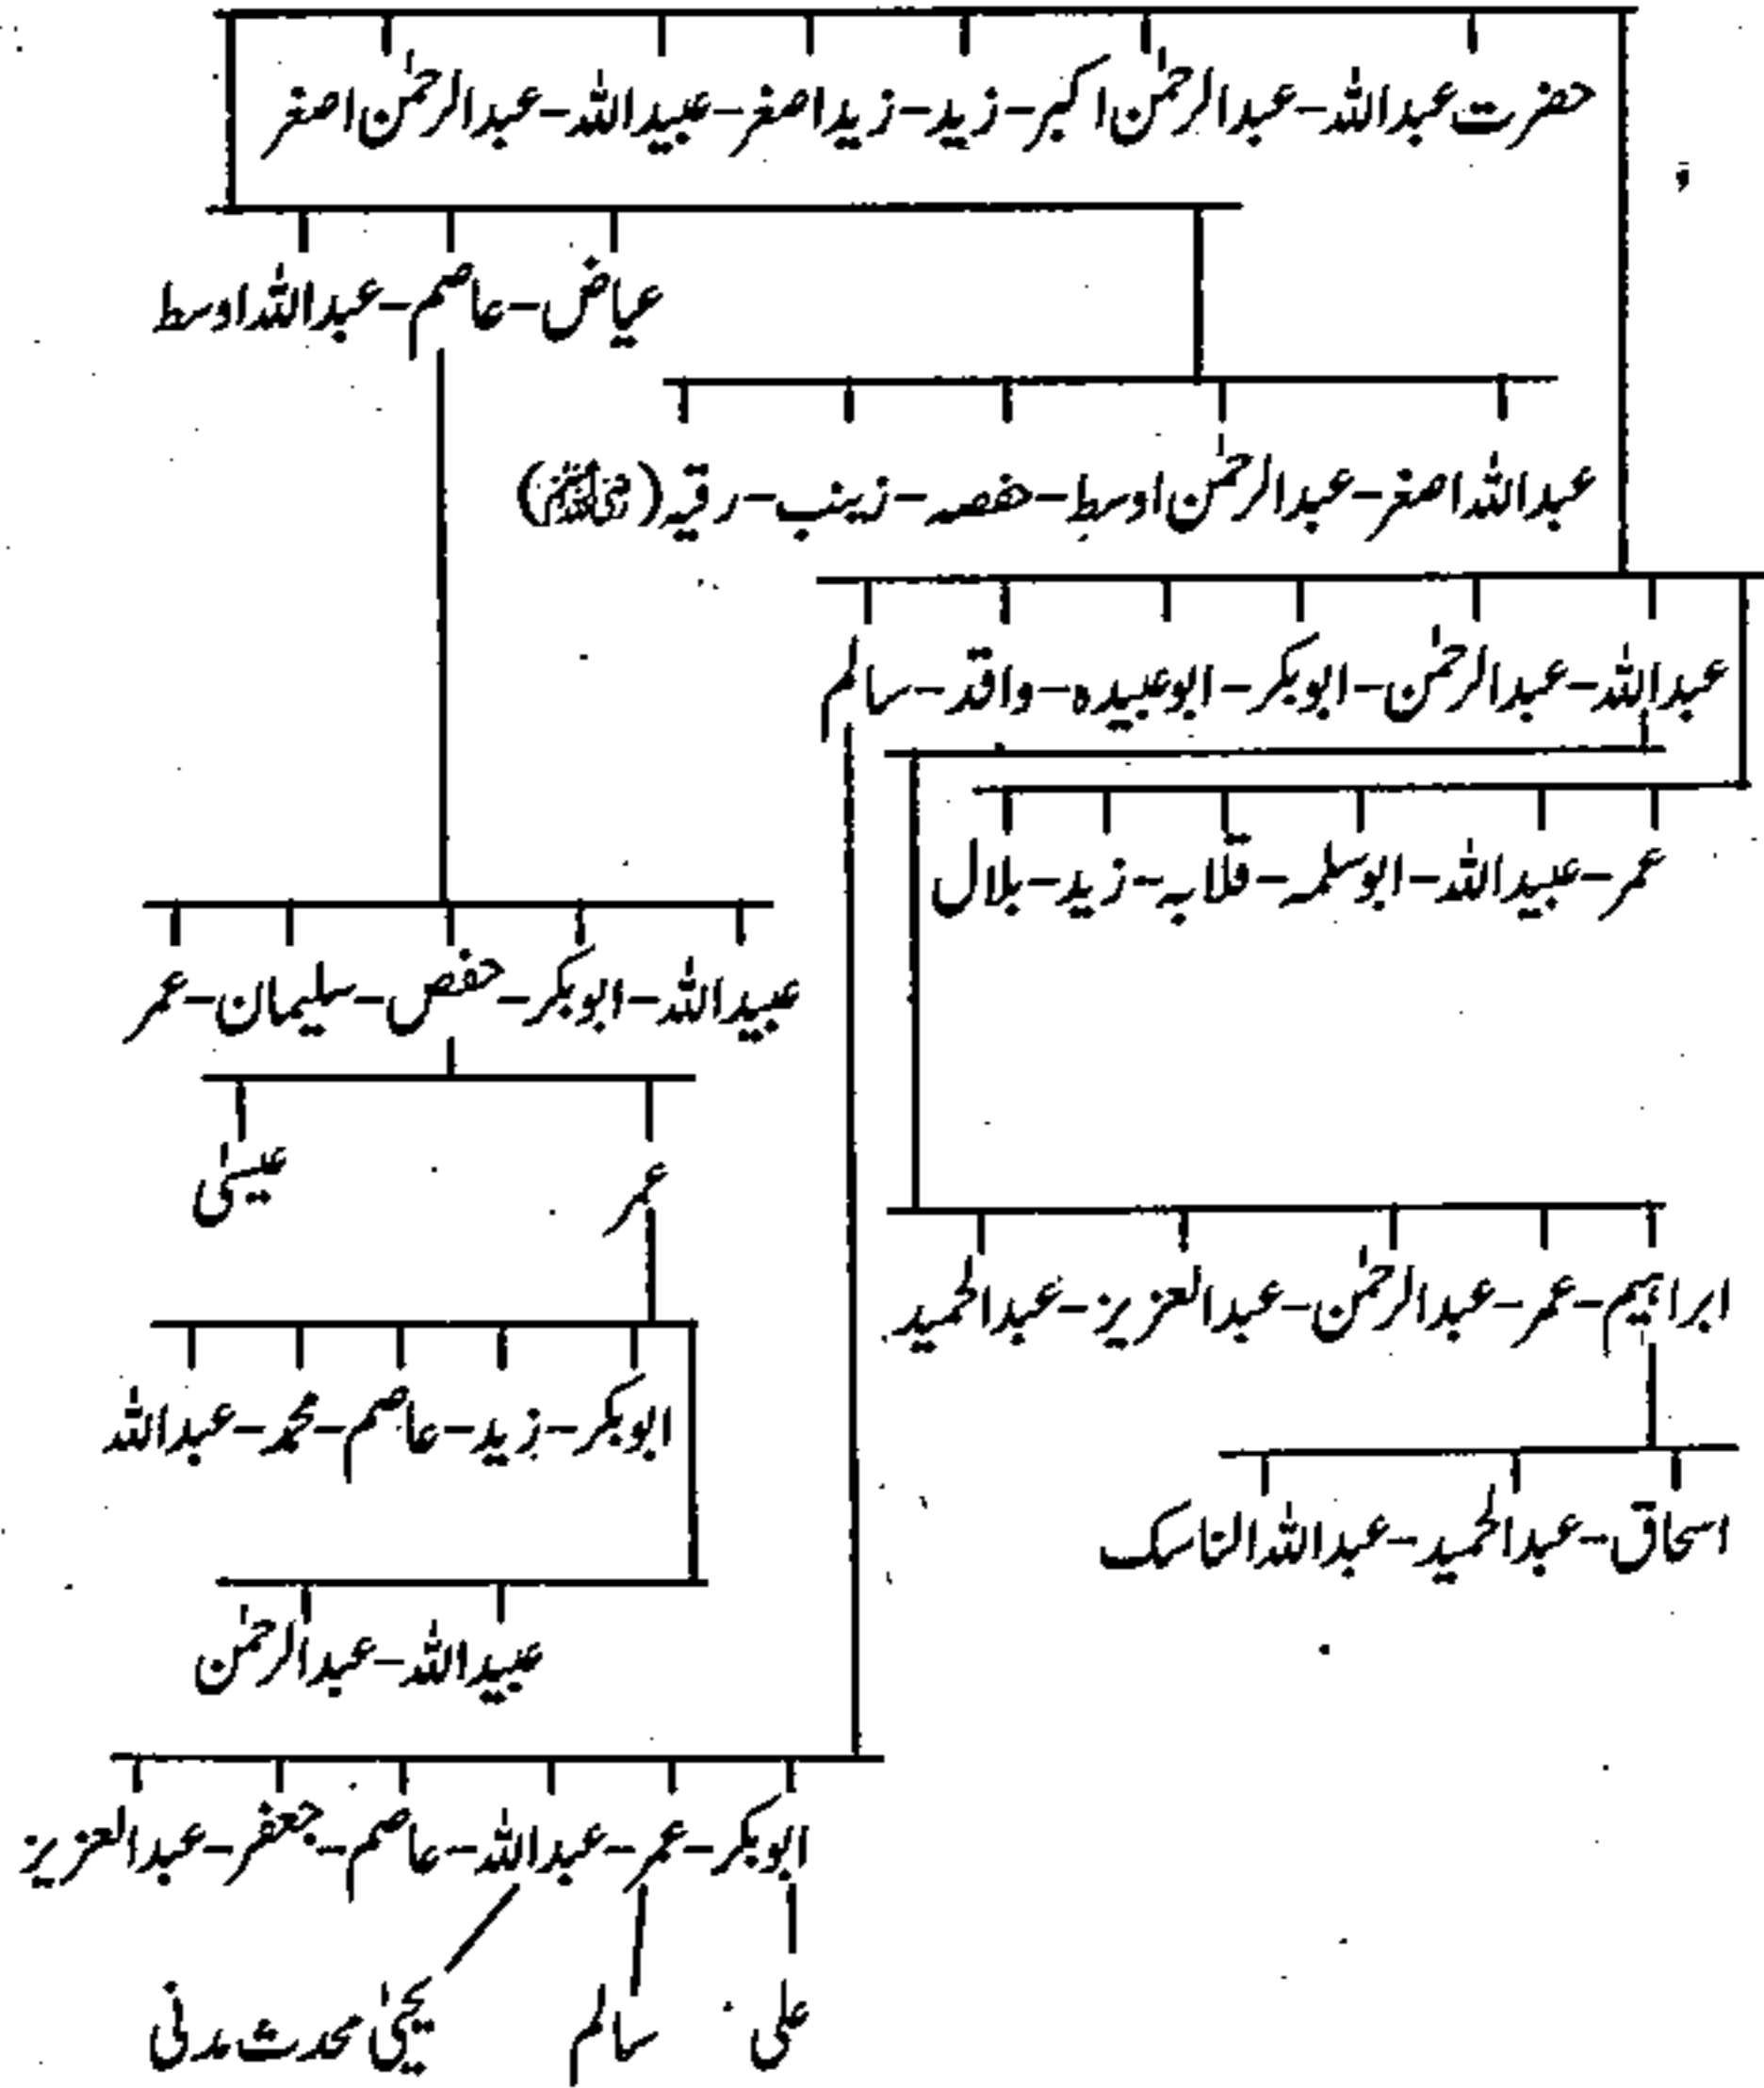 حضرت عبداللہ-عبدالرحمٰن اکبر-زید-زید اصغر-عبیداللہ-عبدالرحمٰن اصغر
عیاض-عاصم-عبداللہ اوسط
عبداللہ اصغر-عبدالرحمٰن اوسط-حفصہ-زینب-رقیہ (رضی اللہ عنہم)
عبداللہ-عبدالرحمٰن-ابوبکر-ابوعبیدہ-واقد-سالم
عمر-عبیداللہ-ابوسلمہ-قلابہ-زید-بلال
عبیداللہ-ابوبکر-حفص-سلیمان-عمر
عمر عیسیٰ
ابراہیم-عمر-عبدالرحمٰن-عبدالعزیز-عبدالحمید
ابوبکر-زید-عاصم-محمد-عبداللہ
اسحاق-عبدالحمید-عبداللہ الناسک
عبیداللہ-عبدالرحمٰن
ابوبکر-عمر-عبداللہ-عاصم-جعفر-عبدالعزیز
علی سالم یحییٰ محدث مدنی